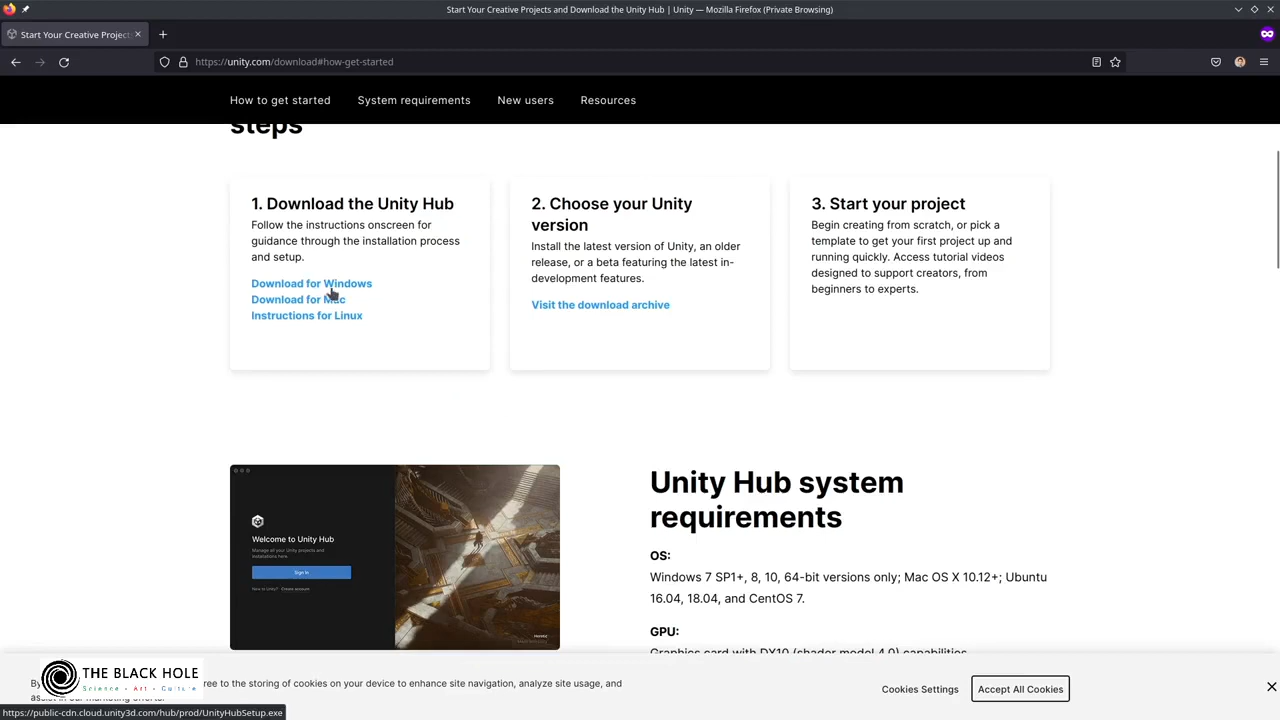 Start Your Creative Projects and Download the Unity Hub | Unity — Mozilla Firefox (Private Browsing)
Start Your Creative Project
https://unity.com/download#how-get-started
How to get started
System requirements
New users
Resources
steps
1. Download the Unity Hub
Follow the instructions onscreen for
guidance through the installation process
and setup.
Download for Windows
Download for Mac
Instructions for Linux
2. Choose your Unity
version
Install the latest version of Unity, an older
release, or a beta featuring the latest in-
development features.
Visit the download archive
3. Start your project
Begin creating from scratch, or pick a
template to get your first project up and
running quickly. Access tutorial videos
designed to support creators, from
beginners to experts.
Welcome to Unity Hub
Manage all your Unity projects and
installations here.
Sign in
New to Unity? Create account
Unity Hub system
requirements
OS:
Windows 7 SP1+, 8, 10, 64-bit versions only; Mac OS X 10.12+; Ubuntu
16.04, 18.04, and CentOS 7.
GPU:
Graphics card with DX10 (shader model 4.0) capabilities
THE BLACK HOLE
Science • Art • Culture
By
ree to the storing of cookies on your device to enhance site navigation, analyze site usage, and
Cookies Settings
Accept All Cookies
https://public-cdn.cloud.unity3d.com/hub/prod/UnityHubSetup.exe